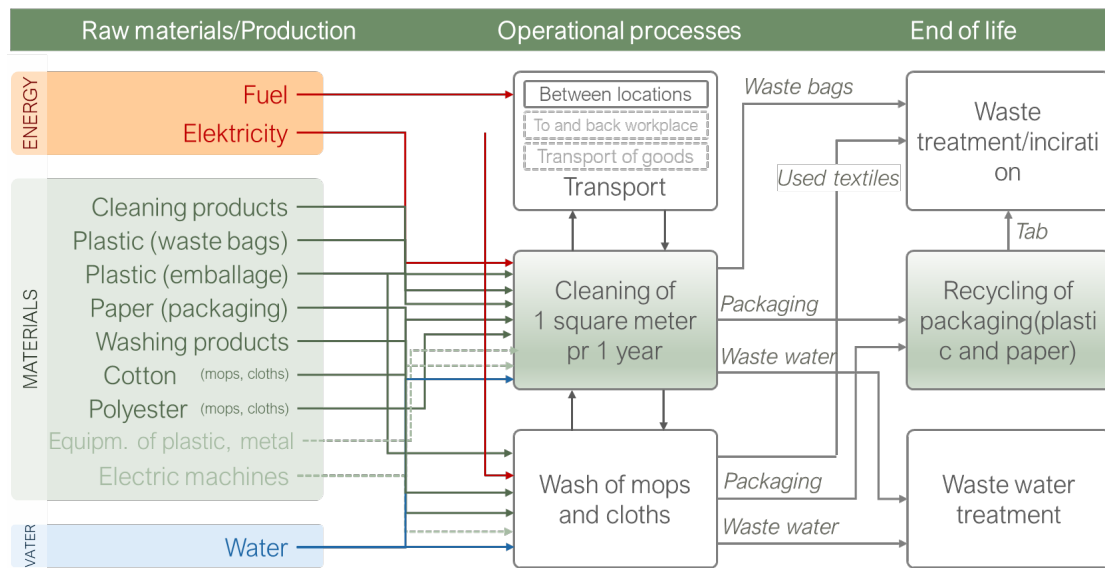 Raw materials/Production
Operational processes
End of life
ENERGY
Fuel
Elektricity
MATERIALS
Cleaning products
Plastic (waste bags)
Plastic (emballage)
Paper (packaging)
Washing products
Cotton (mops, cloths)
Polyester (mops, cloths)
Equipm. of plastic, metal
Electric machines
VATER
Water
Between locations
To and back workplace
Transport of goods
Transport
Cleaning of
1 square meter
pr 1 year
Wash of mops
and cloths
Waste bags
Used textiles
Packaging
Waste water
Packaging
Waste water
Waste
treatment/incirati
on
Tab
Recycling of
packaging(plasti
c and paper)
Waste water
treatment